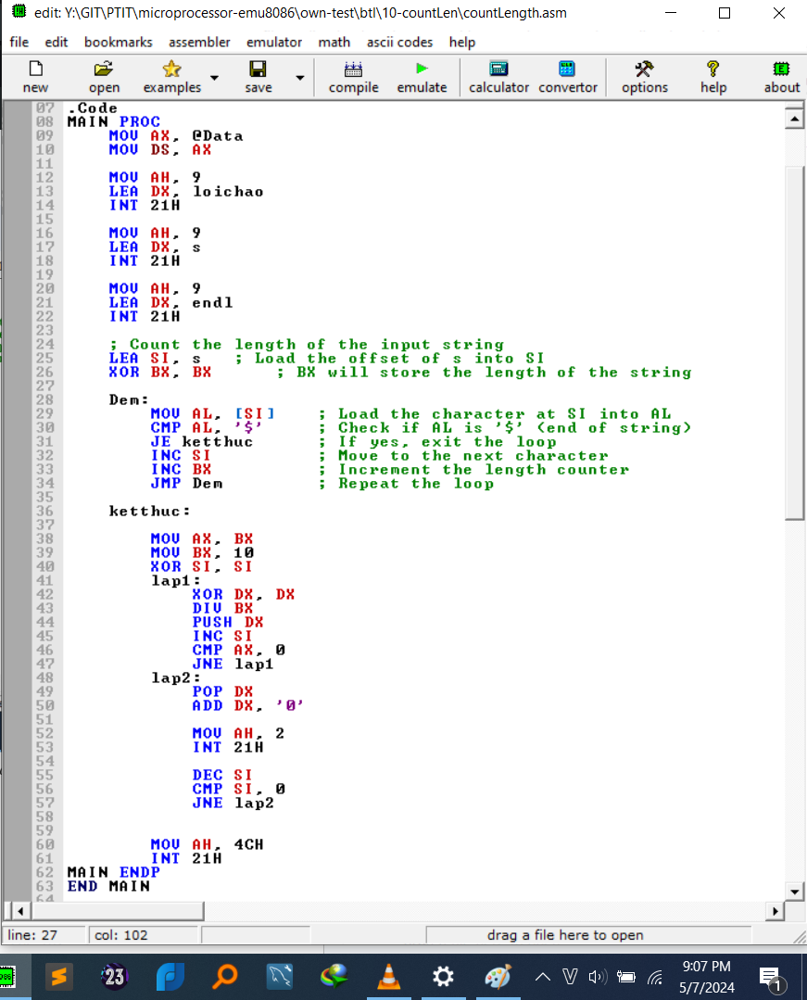 edit: Y:\GIT\PTIT\microprocessor-emu8086\own-test\btl\10-countLen\countLength.asm
file edit bookmarks assembler emulator math ascii codes help
new open examples save compile emulate calculator convertor options help about
07 .Code
08 MAIN PROC
09 MOV AX, @Data
10 MOV DS, AX
11
12 MOV AH, 9
13 LEA DX, loichao
14 INT 21H
15
16 MOV AH, 9
17 LEA DX, s
18 INT 21H
19
20 MOV AH, 9
21 LEA DX, endl
22 INT 21H
23
24 ; Count the length of the input string
25 LEA SI, s ; Load the offset of s into SI
26 XOR BX, BX ; BX will store the length of the string
27
28 Dem:
29 MOV AL, [SI] ; Load the character at SI into AL
30 CMP AL, '$' ; Check if AL is '$' (end of string)
31 JE ketthuc ; If yes, exit the loop
32 INC SI ; Move to the next character
33 INC BX ; Increment the length counter
34 JMP Dem ; Repeat the loop
35
36 ketthuc:
37
38 MOV AX, BX
39 MOV BX, 10
40 XOR SI, SI
41 lap1:
42 XOR DX, DX
43 DIV BX
44 PUSH DX
45 INC SI
46 CMP AX, 0
47 JNE lap1
48 lap2:
49 POP DX
50 ADD DX, '0'
51
52 MOV AH, 2
53 INT 21H
54
55 DEC SI
56 CMP SI, 0
57 JNE lap2
58
59
60 MOV AH, 4CH
61 INT 21H
62 MAIN ENDP
63 END MAIN
64
line: 27 col: 102 drag a file here to open
23
9:07 PM
5/7/2024
1